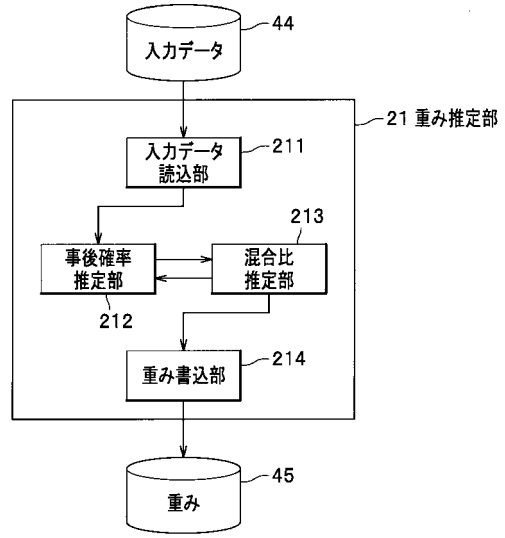 44
入力データ
21 重み推定部
入力データ
読込部
211
213
事後確率
推定部
混合比
推定部
212
重み書込部
214
45
重み